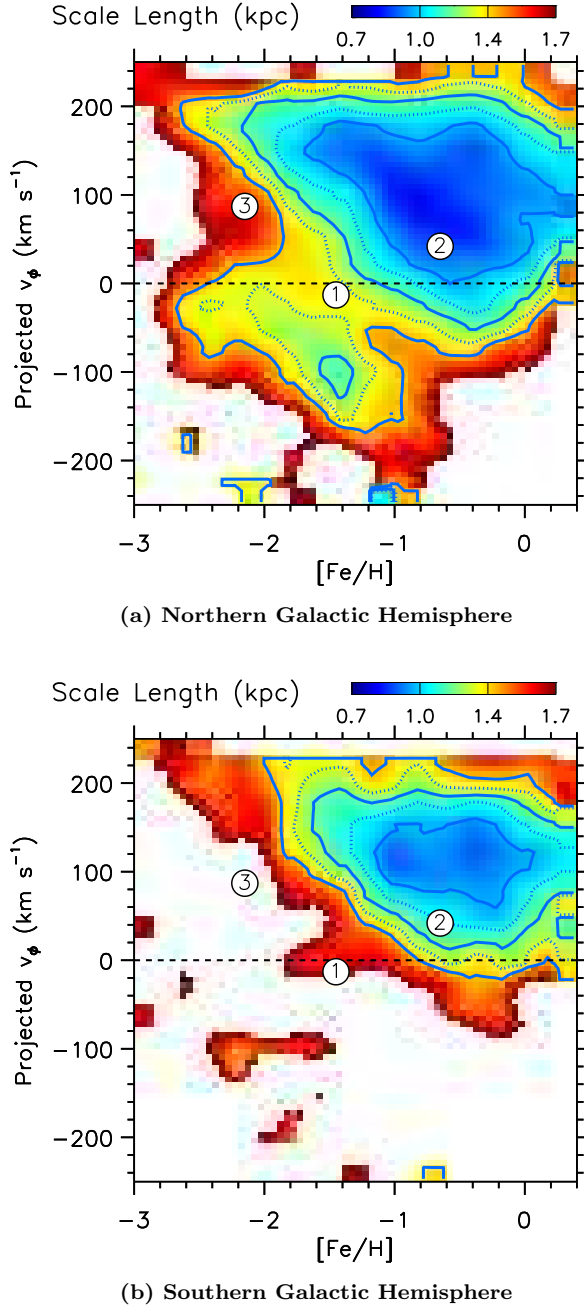 Scale Length (kpc)
0.7 1.0 1.4 1.7
Projected vϕ (km s⁻¹)
200
100
0
−100
−200
3
2
1
−3 −2 −1 0
[Fe/H]
(a) Northern Galactic Hemisphere
Scale Length (kpc)
0.7 1.0 1.4 1.7
Projected vϕ (km s⁻¹)
200
100
0
−100
−200
3
2
1
−3 −2 −1 0
[Fe/H]
(b) Southern Galactic Hemisphere